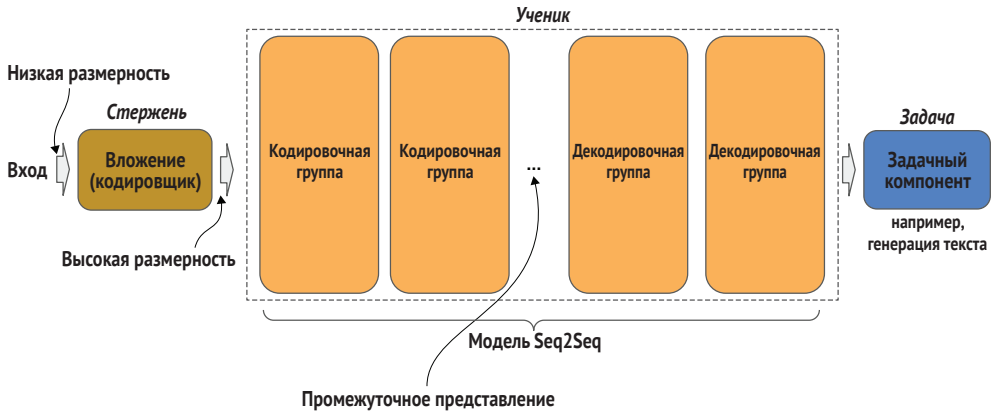 Ученик
Низкая размерность
Стержень
Задача
Вход
Вложение
(кодировщик)
Кодировочная
группа
Кодировочная
группа
...
Декодировочная
группа
Декодировочная
группа
Задачный
компонент
например,
генерация текста
Высокая размерность
Модель Seq2Seq
Промежуточное представление